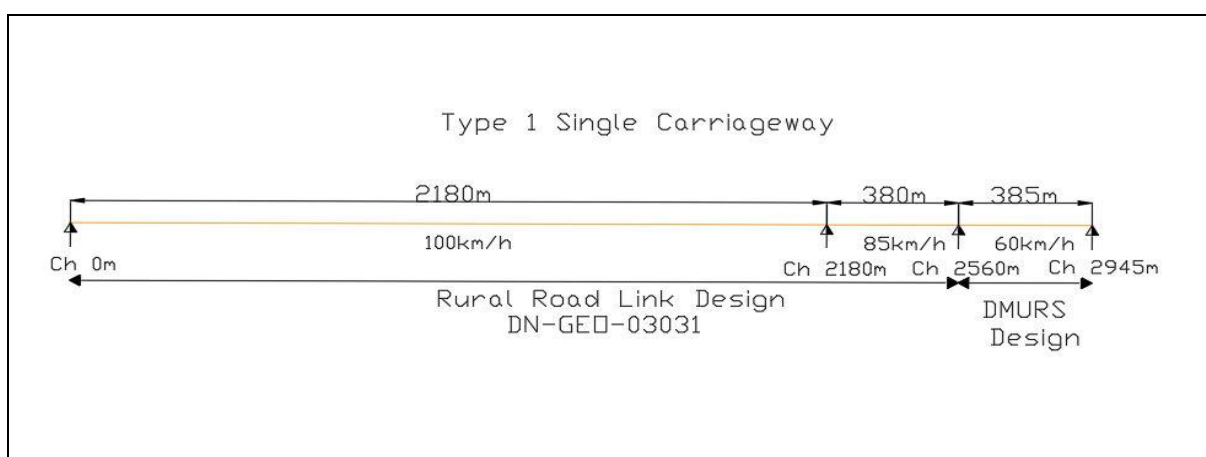 Type 1 Single Carriageway
2180m 380m 385m
100km/h 85km/h 60km/h
Ch 0m Ch 2180m Ch 2560m Ch 2945m
Rural Road Link Design
DN-GEO-03031
DMURS
Design